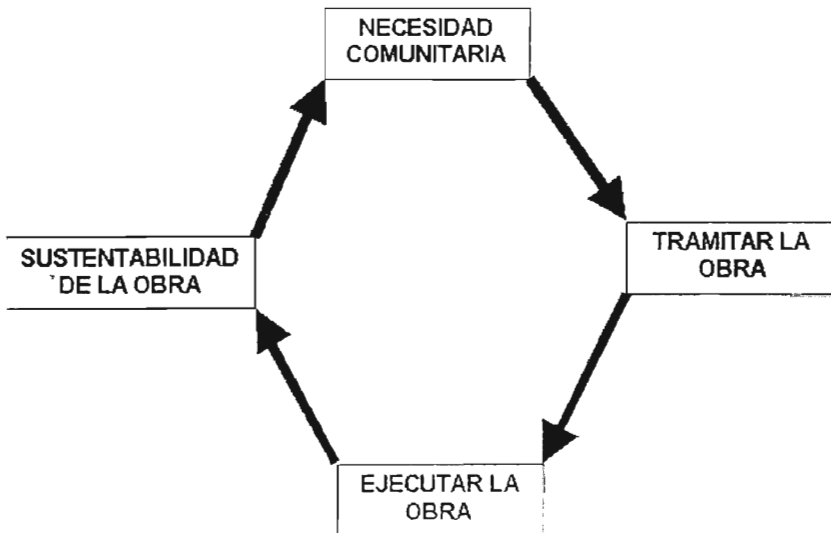 NECESIDAD
COMUNITARIA
TRAMITAR LA
OBRA
SUSTENTABILIDAD
DE LA OBRA
EJECUTAR LA
OBRA